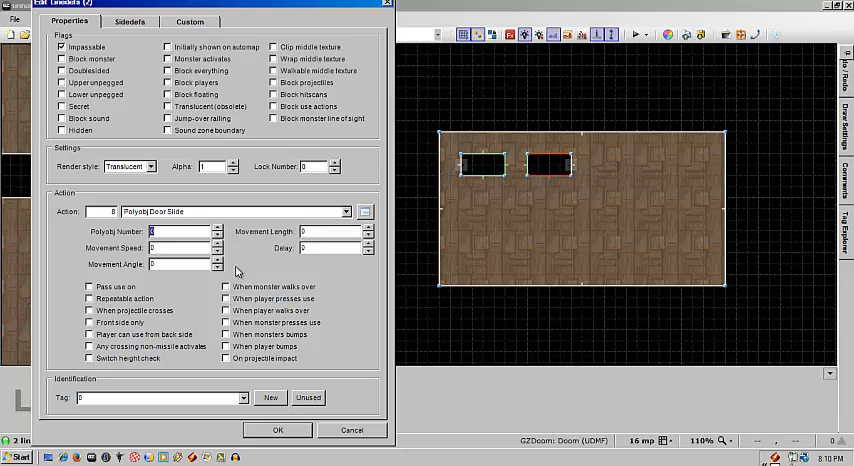 Edit Linedefs (2)
File
Properties
Sidedefs
Custom
Flags
Impassable
Initially shown on automap
Clip middle texture
Block monster
Monster activates
Wrap middle texture
Doublesided
Block everything
Walkable middle texture
Upper unpegged
Block players
Block projectiles
Lower unpegged
Block floating
Block hitscans
Secret
Translucent (obsolete)
Block use actions
Block sound
Jump-over railing
Block monster line of sight
Hidden
Sound zone boundary
Settings
Render style: Translucent
Alpha: 1
Lock Number: 0
Action
Action: 8 Polyobj Door Slide
Polyobj Number: 0
Movement Length: 0
Movement Speed: 0
Delay: 0
Movement Angle: 0
Pass use on
When monster walks over
Repeatable action
When player presses use
When projectile crosses
When player walks over
Front side only
When monster presses use
Player can use from back side
When monsters bumps
Any crossing non-missile activates
When player bumps
Switch height check
On projectile impact
Identification
Tag: 0
New
Unused
OK
Cancel
Undo / Redo
Draw Settings
Comments
Tag Explorer
2 lin
GZDoom: Doom (UDMF)
16 mp
110%
--
,
--
0
Start
8:10 PM